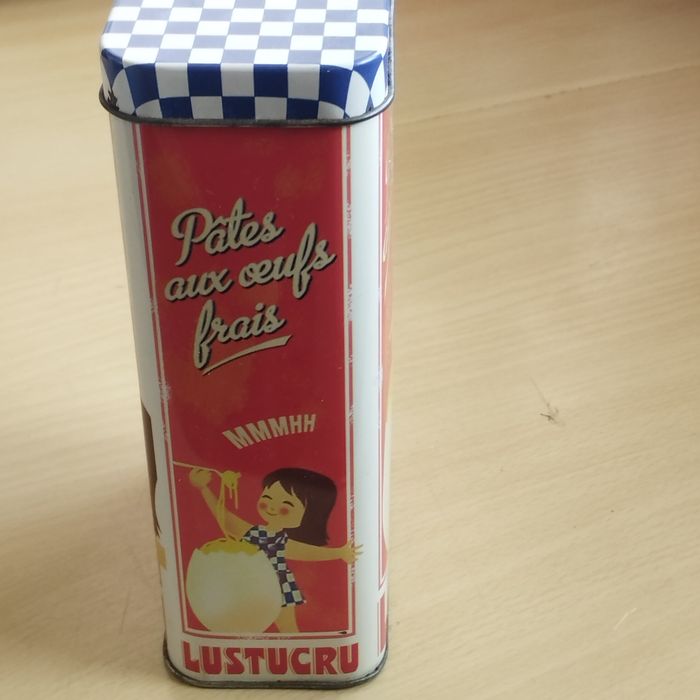 Pâtes
aux œufs
frais
MMMHH
LUSTUCRU